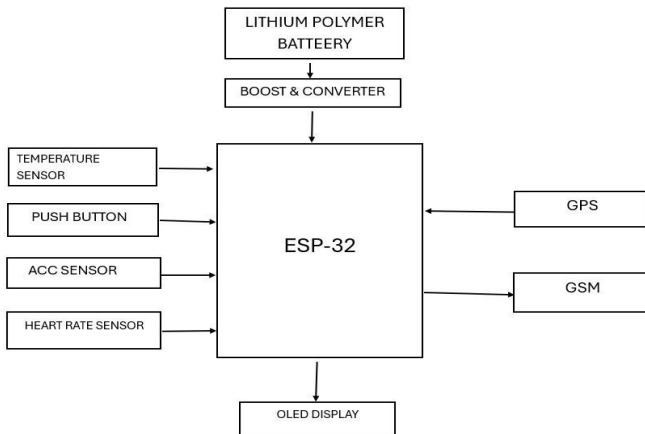 LITHIUM POLYMER
BATTEERY
BOOST & CONVERTER
TEMPERATURE
SENSOR
PUSH BUTTON
ACC SENSOR
HEART RATE SENSOR
ESP-32
GPS
GSM
OLED DISPLAY